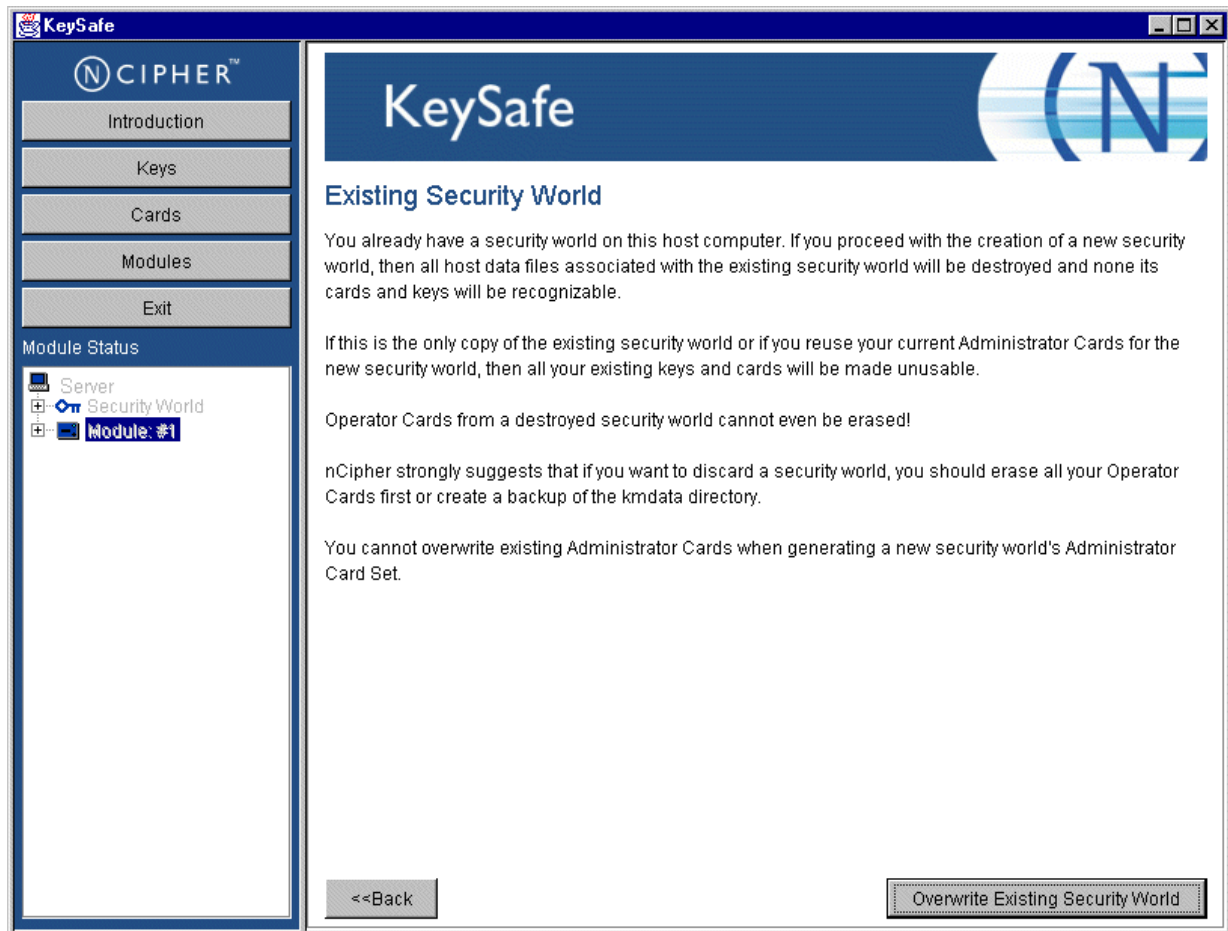 KeySafe
NCIPHER™
Introduction
Keys
Cards
Modules
Exit
Module Status
Server
Security World
Module: #1
KeySafe
(N)
Existing Security World
You already have a security world on this host computer. If you proceed with the creation of a new security
world, then all host data files associated with the existing security world will be destroyed and none its
cards and keys will be recognizable.
If this is the only copy of the existing security world or if you reuse your current Administrator Cards for the
new security world, then all your existing keys and cards will be made unusable.
Operator Cards from a destroyed security world cannot even be erased!
nCipher strongly suggests that if you want to discard a security world, you should erase all your Operator
Cards first or create a backup of the kmdata directory.
You cannot overwrite existing Administrator Cards when generating a new security world's Administrator
Card Set.
<<Back
Overwrite Existing Security World